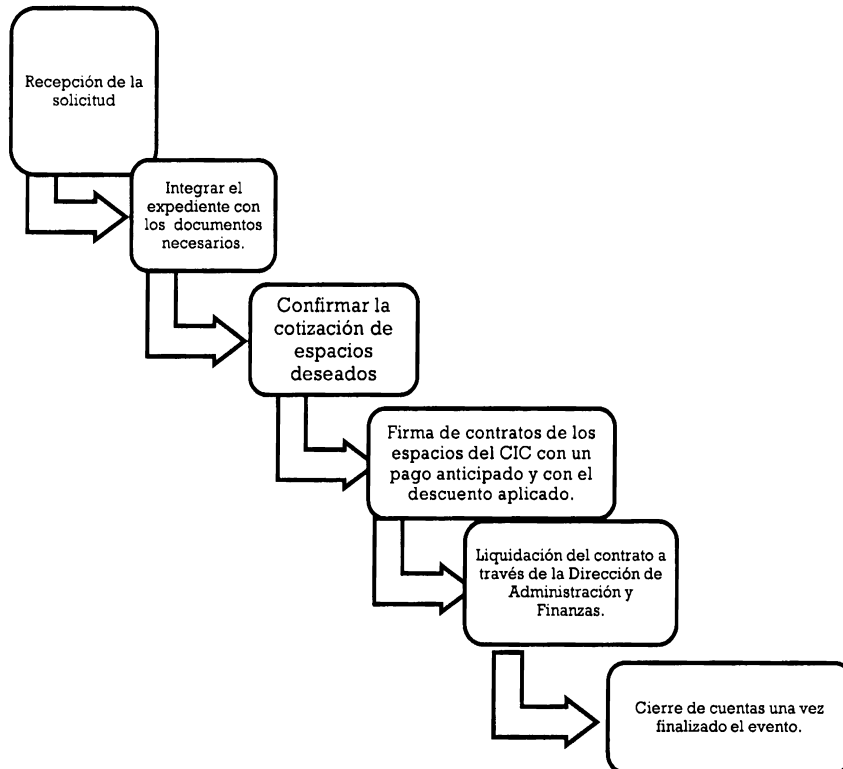 Recepción de la
solicitud
Integrar el
expediente con
los documentos
necesarios.
Confirmar la
cotización de
espacios
deseados
Firma de contratos de los
espacios del CIC con un
pago anticipado y con el
descuento aplicado.
Liquidación del contrato a
través de la Dirección de
Administración y
Finanzas.
Cierre de cuentas una vez
finalizado el evento.